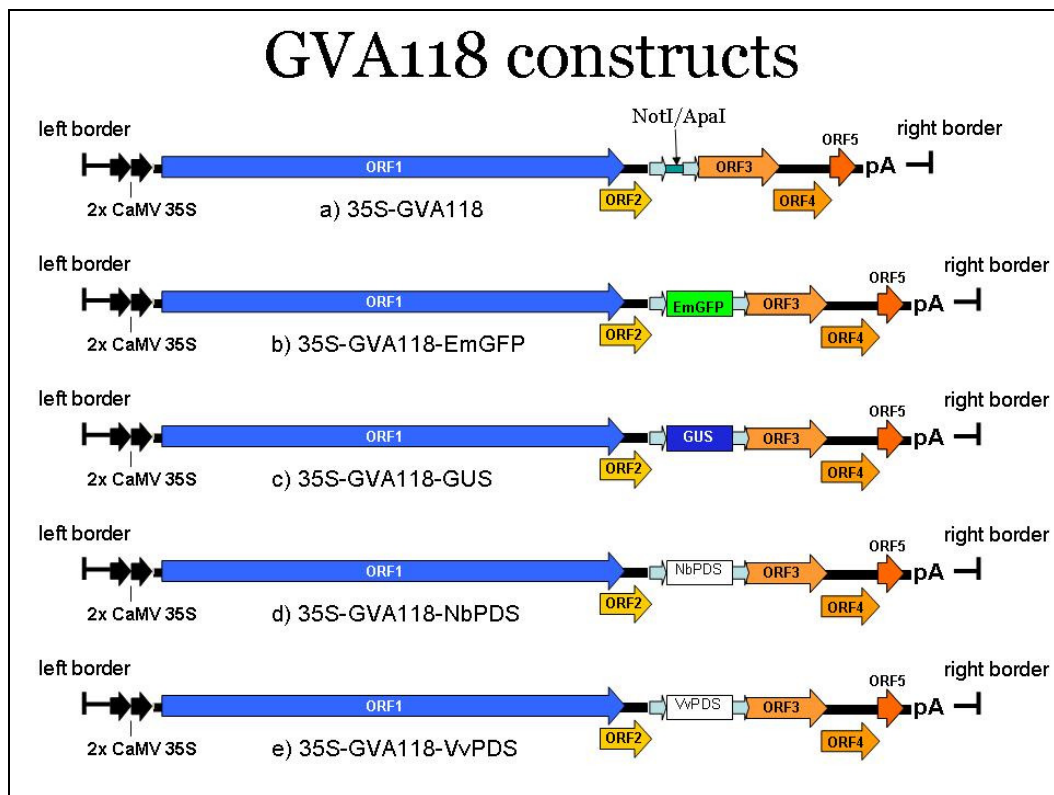 GVA118 constructs
NotI/ApaI
left border
ORF5
right border
ORF1
ORF3
pA
ORF2
ORF4
2x CaMV 35S
a) 35S-GVA118
left border
right border
ORF5
ORF1
EmGFP
ORF3
pA
ORF2
ORF4
2x CaMV 35S
b) 35S-GVA118-EmGFP
left border
right border
ORF5
ORF1
GUS
ORF3
pA
ORF2
ORF4
2x CaMV 35S
c) 35S-GVA118-GUS
left border
right border
ORF5
ORF1
NbPDS
ORF3
pA
ORF2
ORF4
2x CaMV 35S
d) 35S-GVA118-NbPDS
left border
right border
ORF5
ORF1
VvPDS
ORF3
pA
ORF2
ORF4
2x CaMV 35S
e) 35S-GVA118-VvPDS